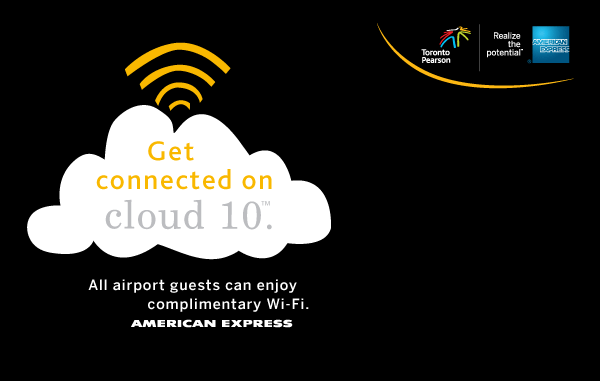 Toronto
Pearson
Realize
the
potential™
AMERICAN
EXPRESS
®
Get
connected on
cloud 10.™
All airport guests can enjoy
complimentary Wi-Fi.
AMERICAN EXPRESS